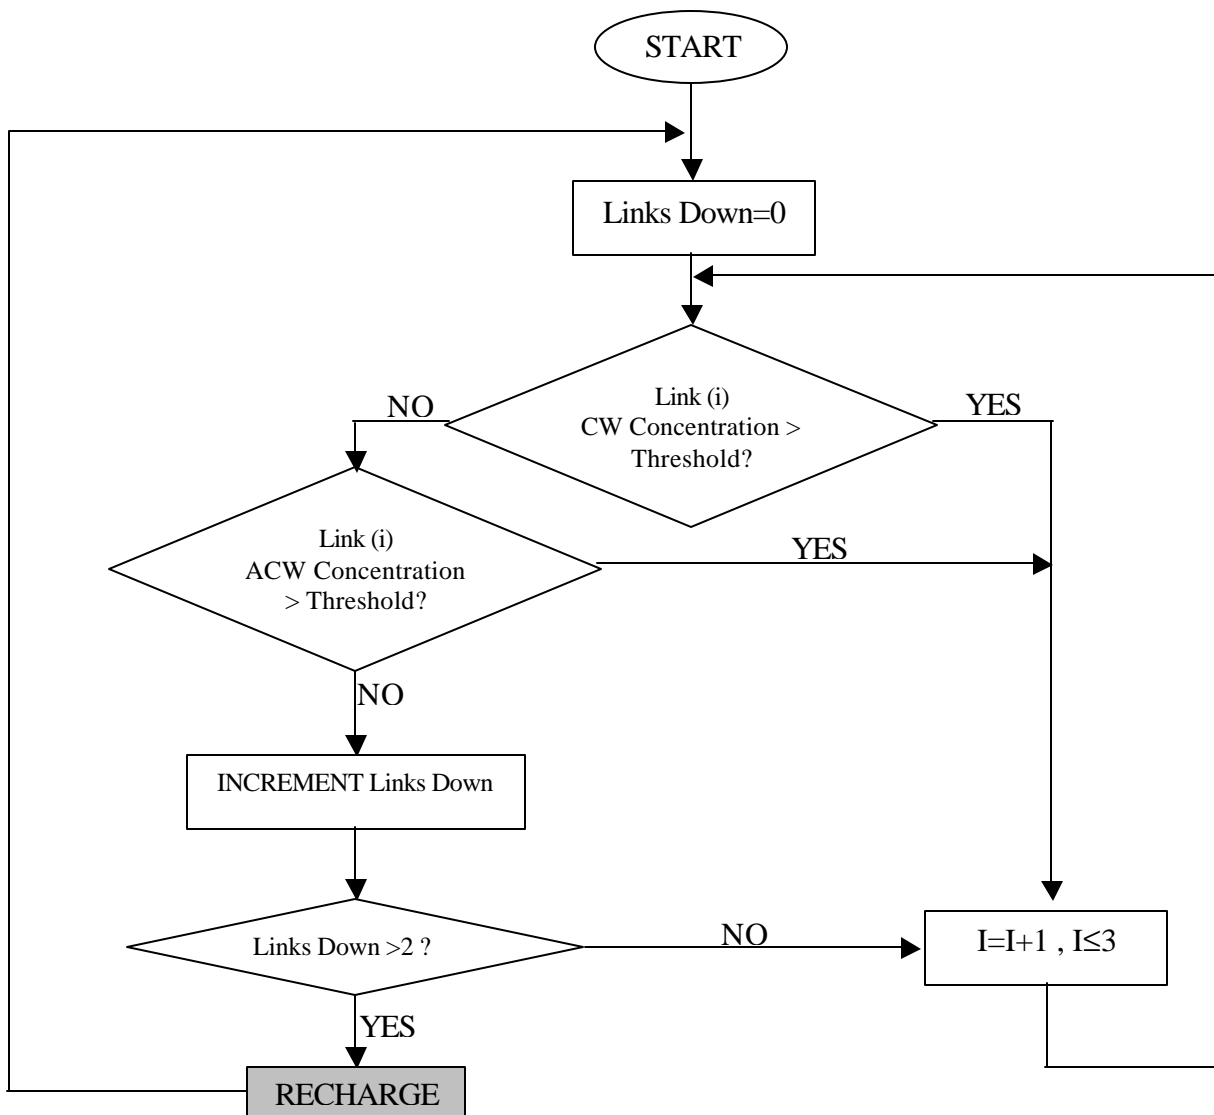 START
Links Down=0
Link (i)
CW Concentration >
Threshold?
NO
YES
Link (i)
ACW Concentration
> Threshold?
YES
NO
INCREMENT Links Down
Links Down >2 ?
NO
I=I+1 , I≤3
YES
RECHARGE